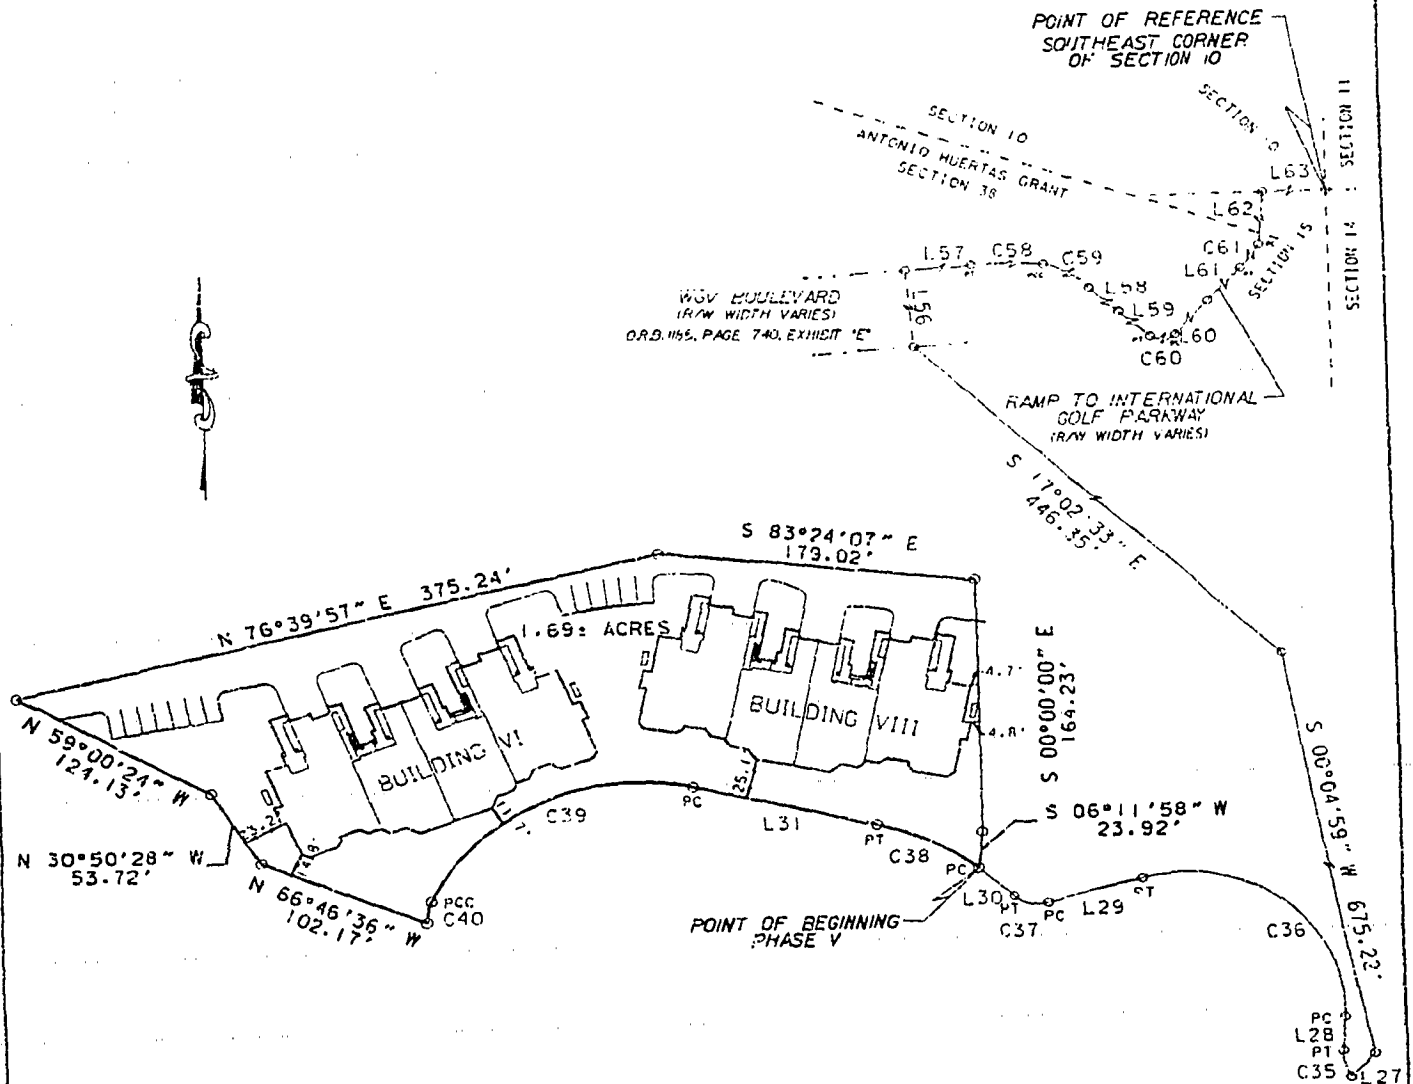 POINT OF REFERENCE
SOUTHEAST CORNER
OF SECTION 10
SECTION 10
SECTION 11
SECTION 10
ANTONIO HUERTAS GRANT
SECTION 38
L63
L62
C61
L61
SECTION 15
SECTION 14
L57
C58
C59
L58
L59
L60
C60
L56
WGV BOULEVARD
(R/W WIDTH VARIES)
O.R.B. 1185, PAGE 740, EXHIBIT "E"
RAMP TO INTERNATIONAL
GOLF PARKWAY
(R/W WIDTH VARIES)
S 17°02'33" E
446.35'
S 83°24'07" E
179.02'
N 76°39'57" E 375.24'
1.69± ACRES
4.7'
BUILDING VIII
4.8'
S 00°00'00" E
164.23'
N 59°00'24" W
124.13'
BUILDING VI
25.1
S 00°04'59" W 675.22'
PC
C39
L31
PT
C38
S 06°11'58" W
23.92'
N 30°50'28" W
53.72'
14.8'
PC
N 66°46'36" W
102.17'
PCC
C40
L30
PT
C37
PC
L29
PT
C36
POINT OF BEGINNING
PHASE V
PC
L28
PT
C35
L27